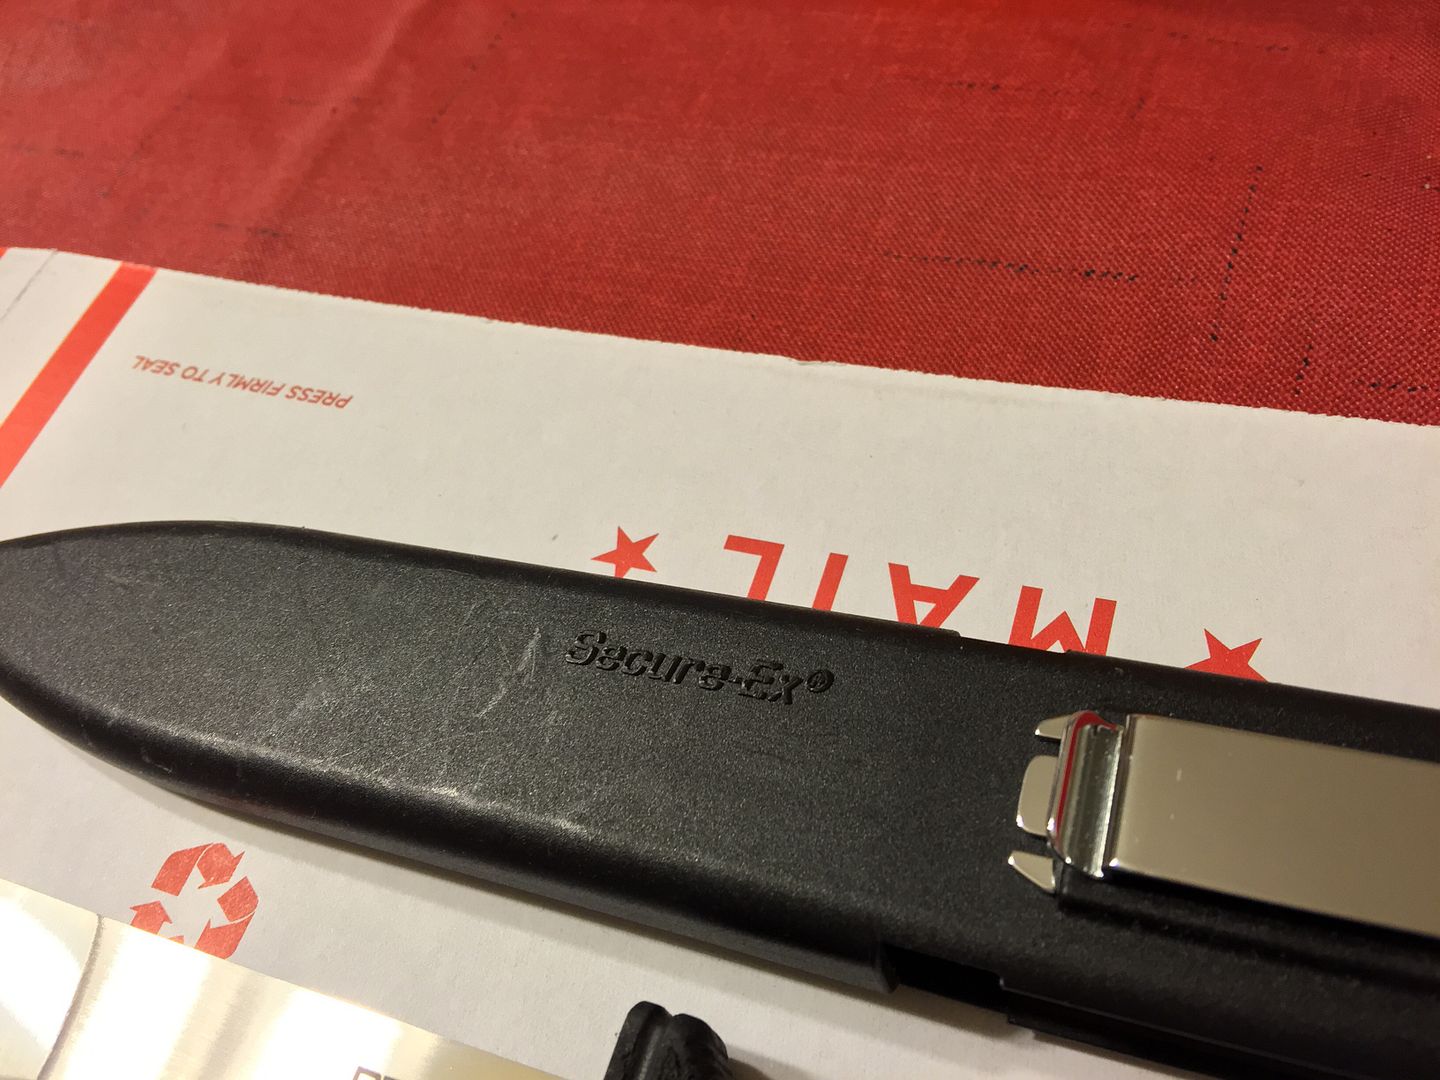 PRESS FIRMLY TO SEAL
MAIL
Secure-Ex®